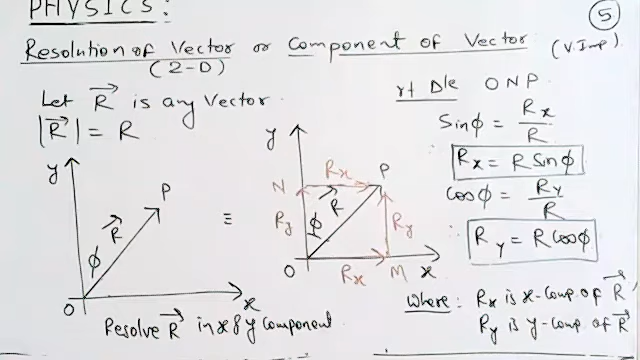 PHYSICS:
5
Resolution of Vector or Component of Vector (V.Imp)
(2-D)
Let R is any Vector.
|R| = R
y
P
R
φ
O
x
≡
y
N
Rx
P
Ry
φ
R
Ry
O
Rx
M
x
Resolve R in x & y component
rt Dle ONP
Sinφ = Rx/R
∴ Rx = R Sinφ
Cosφ = Ry/R
∴ Ry = R Cosφ
Where: Rx is x-Comp. of R
Ry is y-Comp. of R